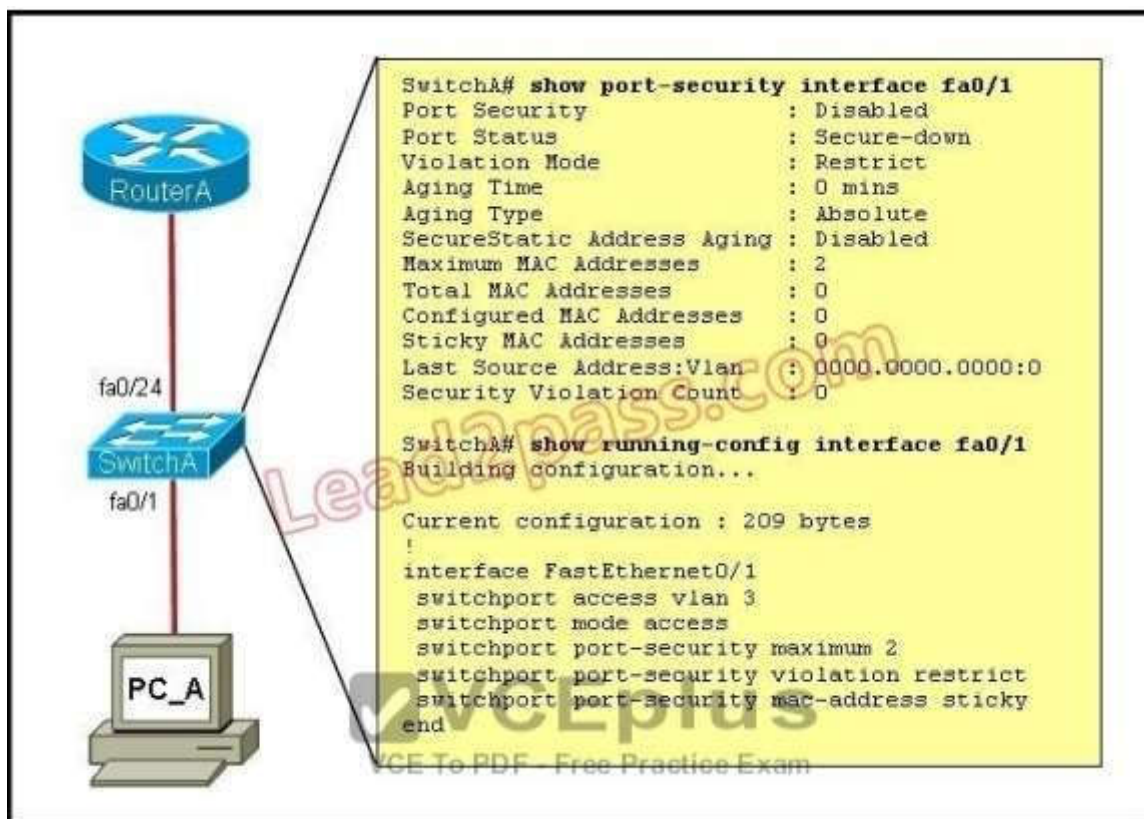 SwitchA# show port-security interface fa0/1
Port Security : Disabled
Port Status : Secure-down
Violation Mode : Restrict
Aging Time : 0 mins
Aging Type : Absolute
SecureStatic Address Aging : Disabled
Maximum MAC Addresses : 2
Total MAC Addresses : 0
Configured MAC Addresses : 0
Sticky MAC Addresses : 0
Last Source Address:Vlan : 0000.0000.0000:0
Security Violation Count : 0
SwitchA# show running-config interface fa0/1
Building configuration...
Current configuration : 209 bytes
!
interface FastEthernet0/1
switchport access vlan 3
switchport mode access
switchport port-security maximum 2
switchport port-security violation restrict
switchport port-security mac-address sticky
end
RouterA
fa0/24
SwitchA
fa0/1
PC_A
Lead2pass.com
VCEplus
VCE To PDF - Free Practice Exam